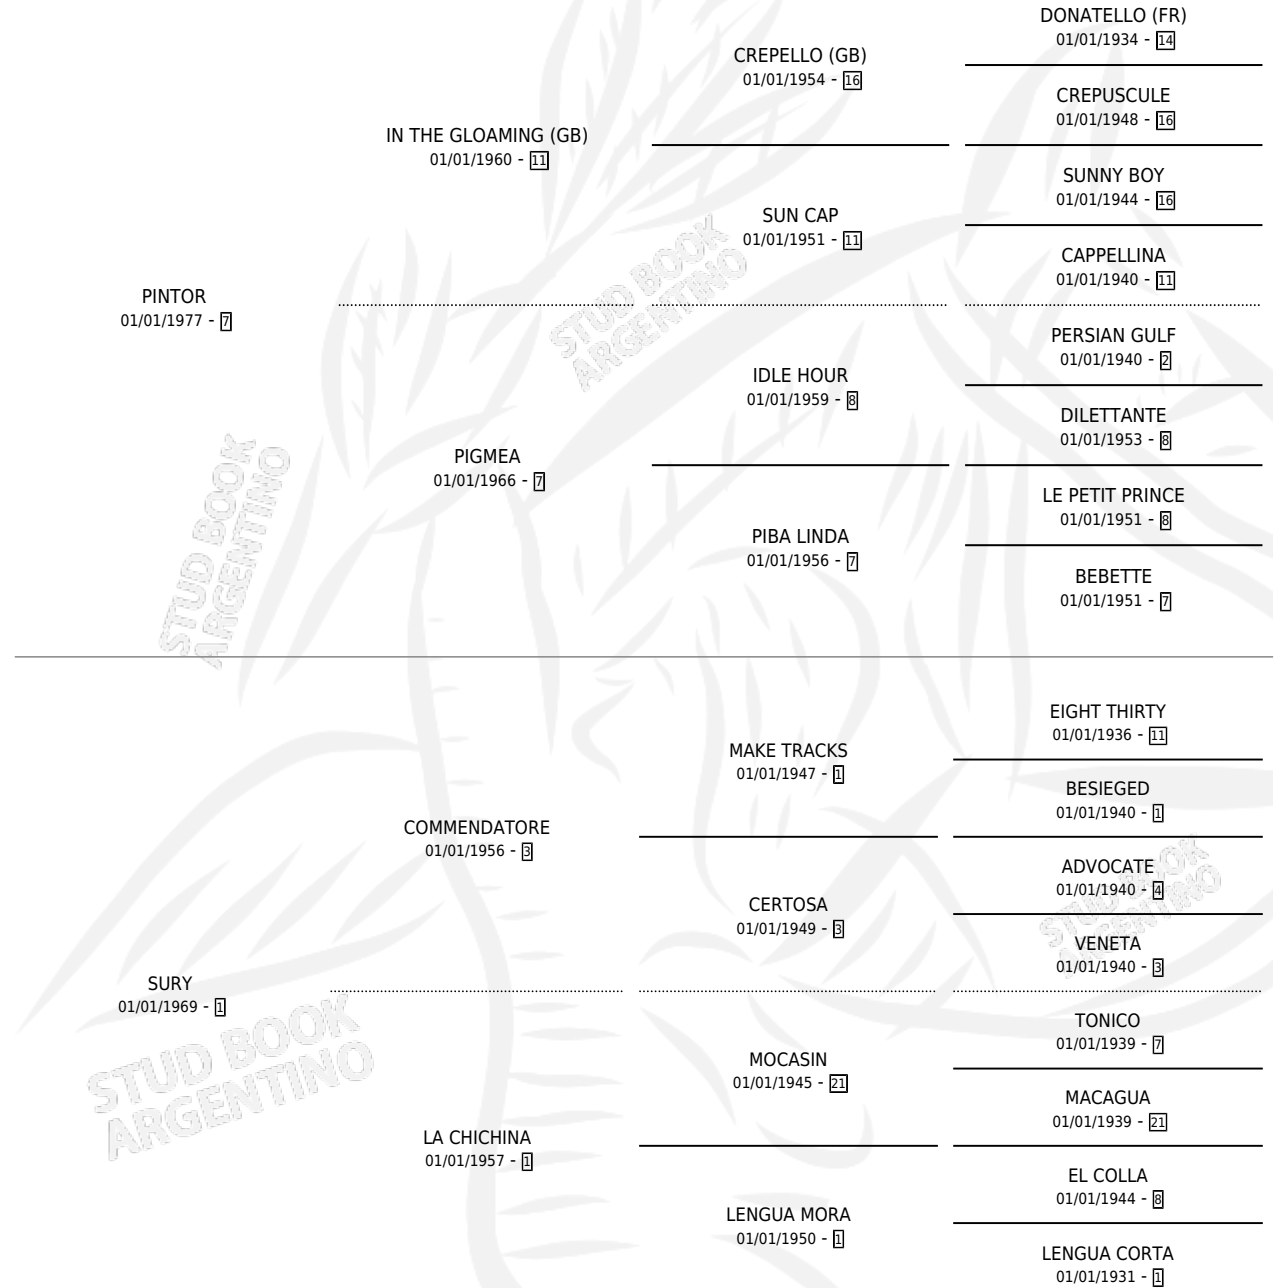 DONATELLO (FR)
01/01/1934 - 14
CREPELLO (GB)
01/01/1954 - 16
CREPUSCULE
01/01/1948 - 16
IN THE GLOAMING (GB)
01/01/1960 - 11
SUNNY BOY
01/01/1944 - 16
SUN CAP
01/01/1951 - 11
CAPPELLINA
01/01/1940 - 11
PINTOR
01/01/1977 - 7
PERSIAN GULF
01/01/1940 - 2
IDLE HOUR
01/01/1959 - 8
DILETTANTE
01/01/1953 - 8
PIGMEA
01/01/1966 - 7
LE PETIT PRINCE
01/01/1951 - 8
PIBA LINDA
01/01/1956 - 7
BEBETTE
01/01/1951 - 7
EIGHT THIRTY
01/01/1936 - 11
MAKE TRACKS
01/01/1947 - 1
BESIEGED
01/01/1940 - 1
COMMENDATORE
01/01/1956 - 3
ADVOCATE
01/01/1940 - 4
CERTOSA
01/01/1949 - 3
VENETA
01/01/1940 - 3
SURY
01/01/1969 - 1
TONICO
01/01/1939 - 7
MOCASIN
01/01/1945 - 21
MACAGUA
01/01/1939 - 21
LA CHICHINA
01/01/1957 - 1
EL COLLA
01/01/1944 - 8
LENGUA MORA
01/01/1950 - 1
LENGUA CORTA
01/01/1931 - 1
STUD BOOK
ARGENTINO
STUD BOOK
ARGENTINO
STUD BOOK
ARGENTINO
STUD BOOK
ARGENTINO